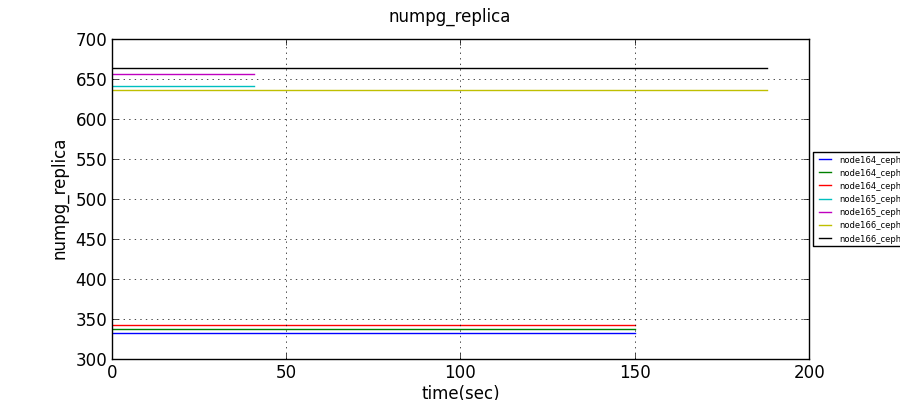 numpg_replica
700
650
600
550
500
450
400
350
300
numpg_replica
0 50 100 150 200
time(sec)
node164_ceph
node164_ceph
node164_ceph
node165_ceph
node165_ceph
node166_ceph
node166_ceph